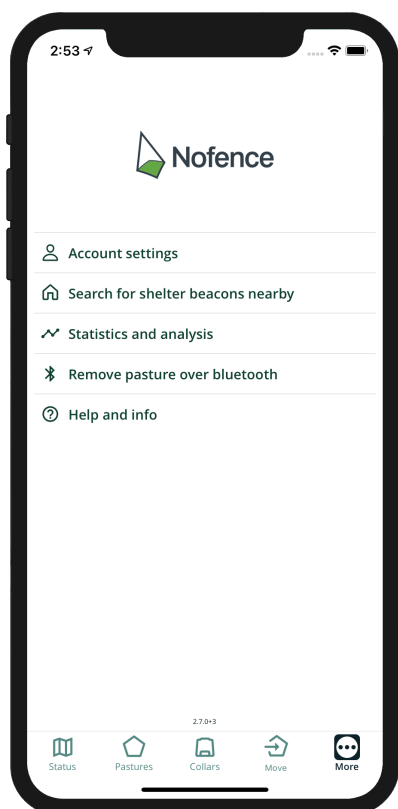 2:53
Nofence
Account settings
Search for shelter beacons nearby
Statistics and analysis
Remove pasture over bluetooth
Help and info
2.7.0+3
Status Pastures Collars Move More